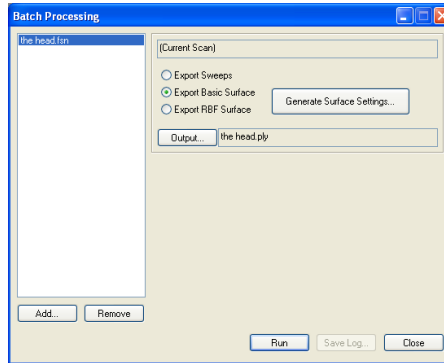 Batch Processing
the head.fsn
(Current Scan)
Export Sweeps
Export Basic Surface
Export RBF Surface
Generate Surface Settings...
Output...
the head.ply
Add...
Remove
Run
Save Log...
Close